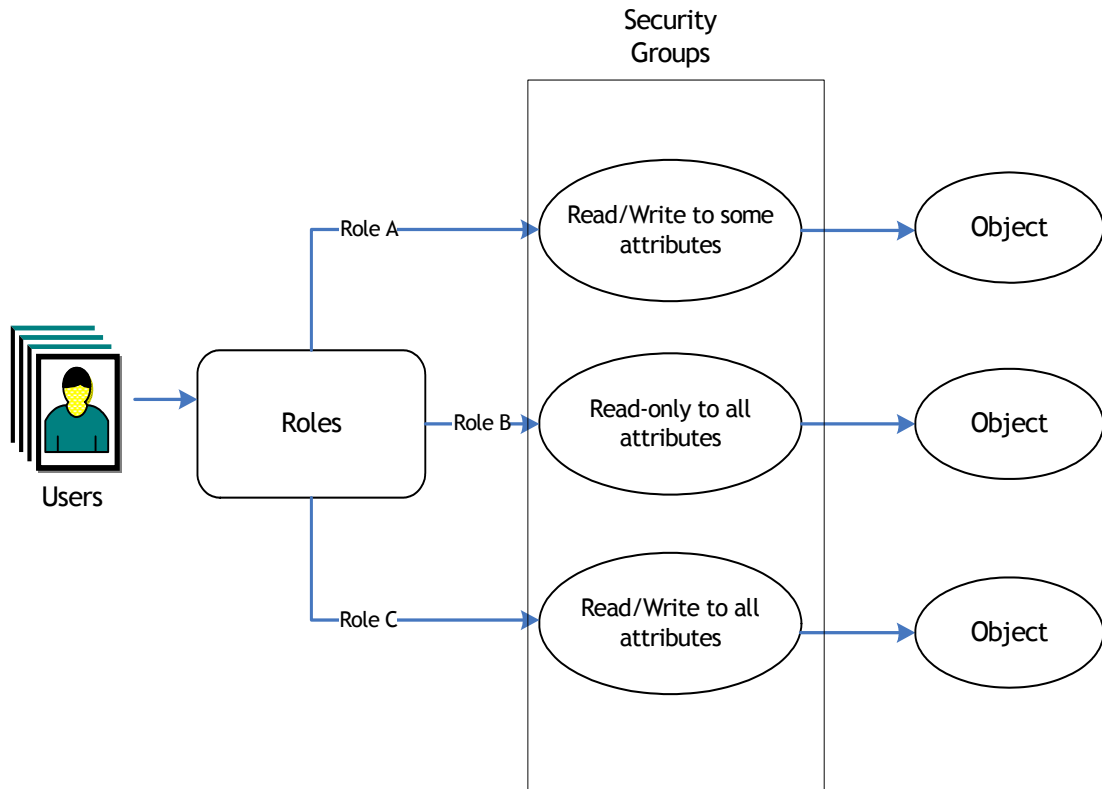 Security
Groups
Role A
Read/Write to some
attributes
Object
Users
Roles
Role B
Read-only to all
attributes
Object
Role C
Read/Write to all
attributes
Object